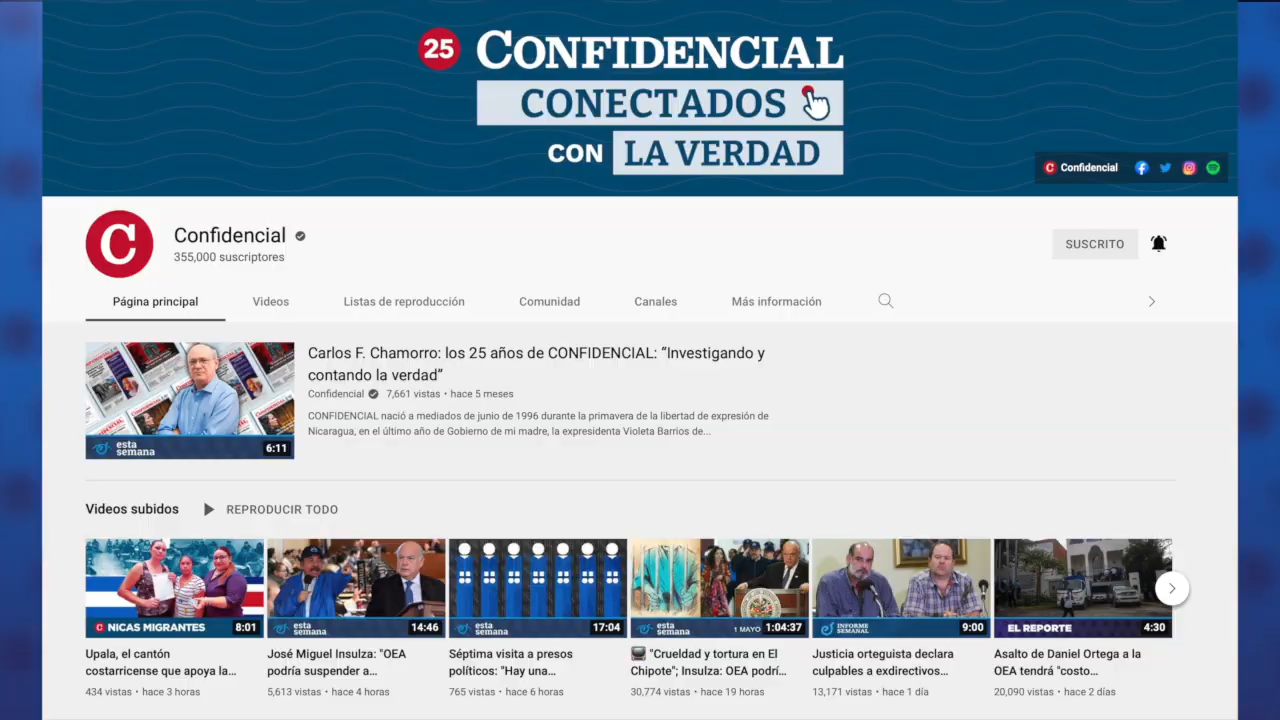 25 CONFIDENCIAL
CONECTADOS
CON LA VERDAD
C Confidencial
C
Confidencial
355,000 suscriptores
SUSCRITO
Página principal
Videos
Listas de reproducción
Comunidad
Canales
Más información
Carlos F. Chamorro: los 25 años de CONFIDENCIAL: “Investigando y
contando la verdad”
Confidencial 7,661 vistas • hace 5 meses
CONFIDENCIAL nació a mediados de junio de 1996 durante la primavera de la libertad de expresión de
Nicaragua, en el último año de Gobierno de mi madre, la expresidenta Violeta Barrios de...
esta
semana
6:11
Videos subidos
REPRODUCIR TODO
C NICAS MIGRANTES 8:01
Upala, el cantón
costarricense que apoya la...
434 vistas • hace 3 horas
esta
semana
14:46
José Miguel Insulza: "OEA
podría suspender a...
5,613 vistas • hace 4 horas
esta
semana
17:04
Séptima visita a presos
políticos: "Hay una...
765 vistas • hace 6 horas
esta
semana
1 MAYO 1:04:37
"Crueldad y tortura en El
Chipote"; Insulza: OEA podrí...
30,774 vistas • hace 19 horas
INFORME
SEMANAL
9:00
Justicia orteguista declara
culpables a exdirectivos...
13,171 vistas • hace 1 día
EL REPORTE 4:30
Asalto de Daniel Ortega a la
OEA tendrá "costo...
20,090 vistas • hace 2 días